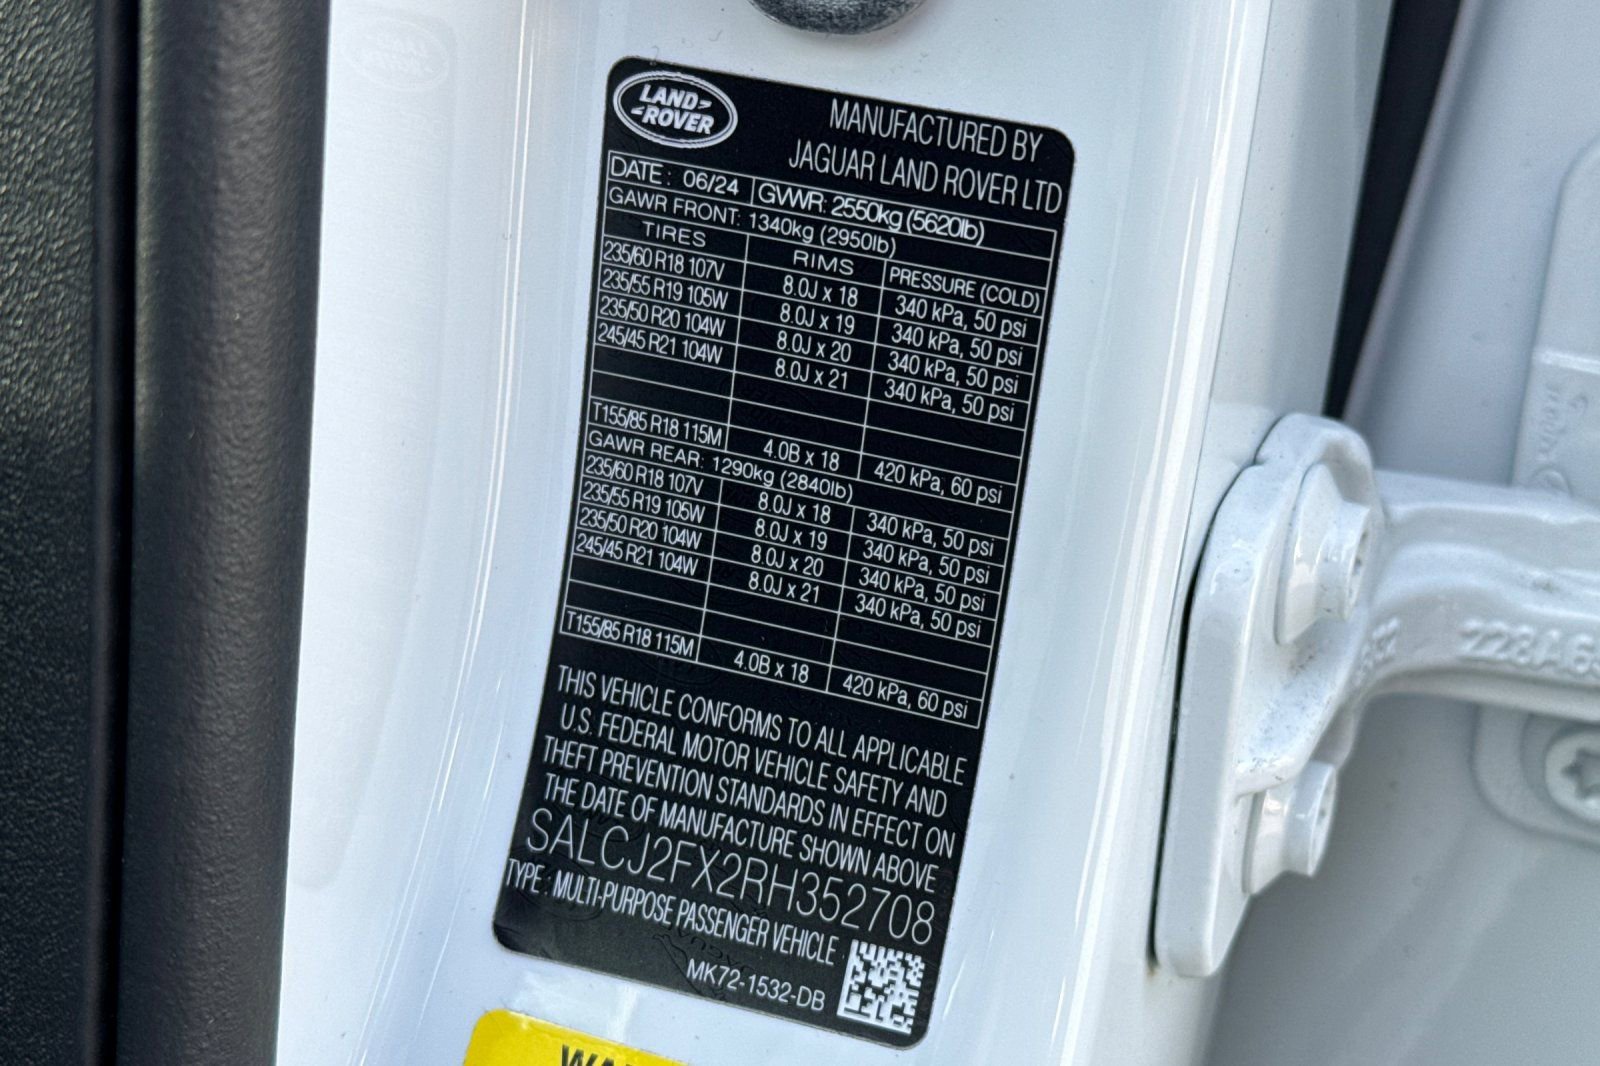 LAND-
-ROVER
MANUFACTURED BY
JAGUAR LAND ROVER LTD
DATE: 06/24 GVWR: 2550kg (5620lb)
GAWR FRONT: 1340kg (2950lb)
TIRES RIMS PRESSURE (COLD)
235/60 R18 107V 8.0J x 18 340 kPa, 50 psi
235/55 R19 105W 8.0J x 19 340 kPa, 50 psi
235/50 R20 104W 8.0J x 20 340 kPa, 50 psi
245/45 R21 104W 8.0J x 21 340 kPa, 50 psi
T155/85 R18 115M 4.0B x 18 420 kPa, 60 psi
GAWR REAR: 1290kg (2840lb)
235/60 R18 107V 8.0J x 18 340 kPa, 50 psi
235/55 R19 105W 8.0J x 19 340 kPa, 50 psi
235/50 R20 104W 8.0J x 20 340 kPa, 50 psi
245/45 R21 104W 8.0J x 21 340 kPa, 50 psi
T155/85 R18 115M 4.0B x 18 420 kPa, 60 psi
THIS VEHICLE CONFORMS TO ALL APPLICABLE
U.S. FEDERAL MOTOR VEHICLE SAFETY AND
THEFT PREVENTION STANDARDS IN EFFECT ON
THE DATE OF MANUFACTURE SHOWN ABOVE
SALCJ2FX2RH352708
TYPE: MULTI-PURPOSE PASSENGER VEHICLE
MK72-1532-DB